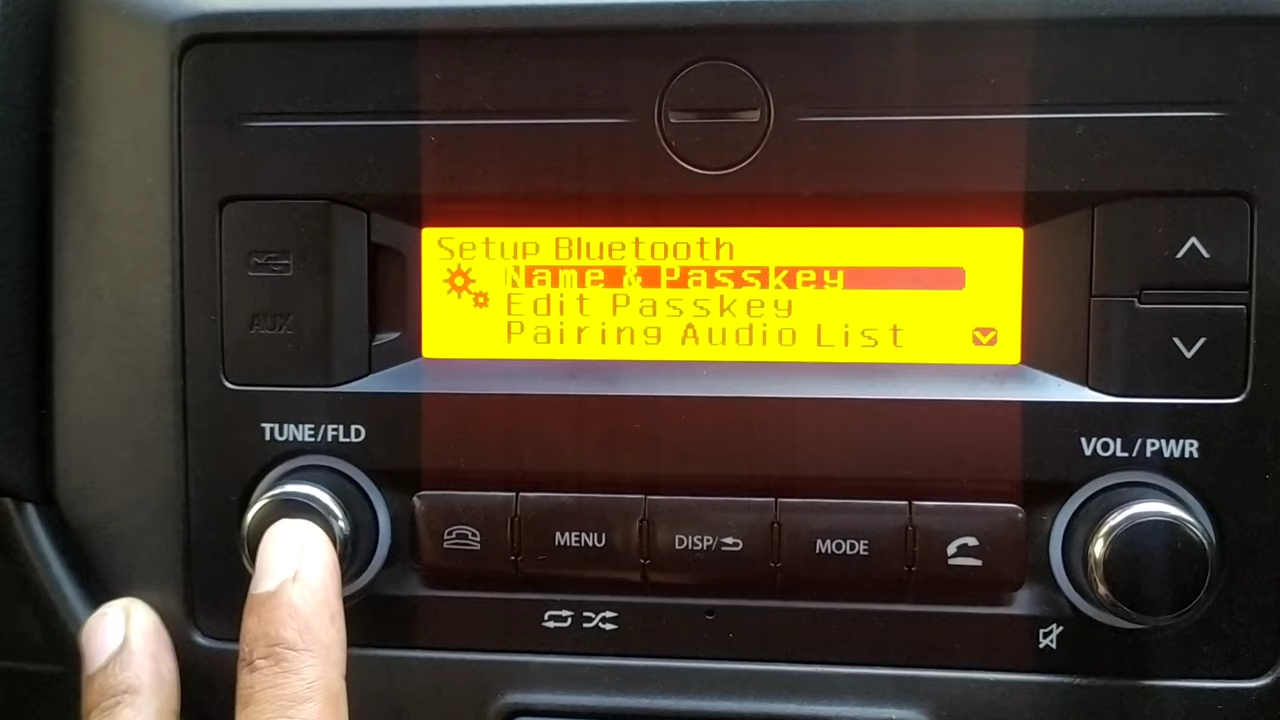 Setup Bluetooth
Name & Passkey
Edit Passkey
Pairing Audio List
AUX
TUNE/FLD
VOL/PWR
MENU
DISP/
MODE